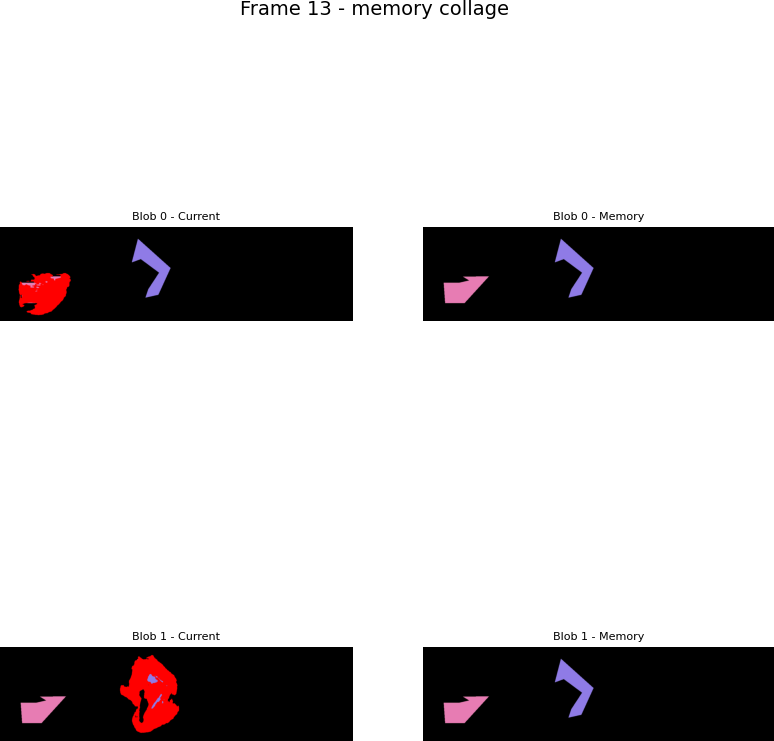 Frame 13 - memory collage
Blob 0 - Current
Blob 0 - Memory
Blob 1 - Current
Blob 1 - Memory